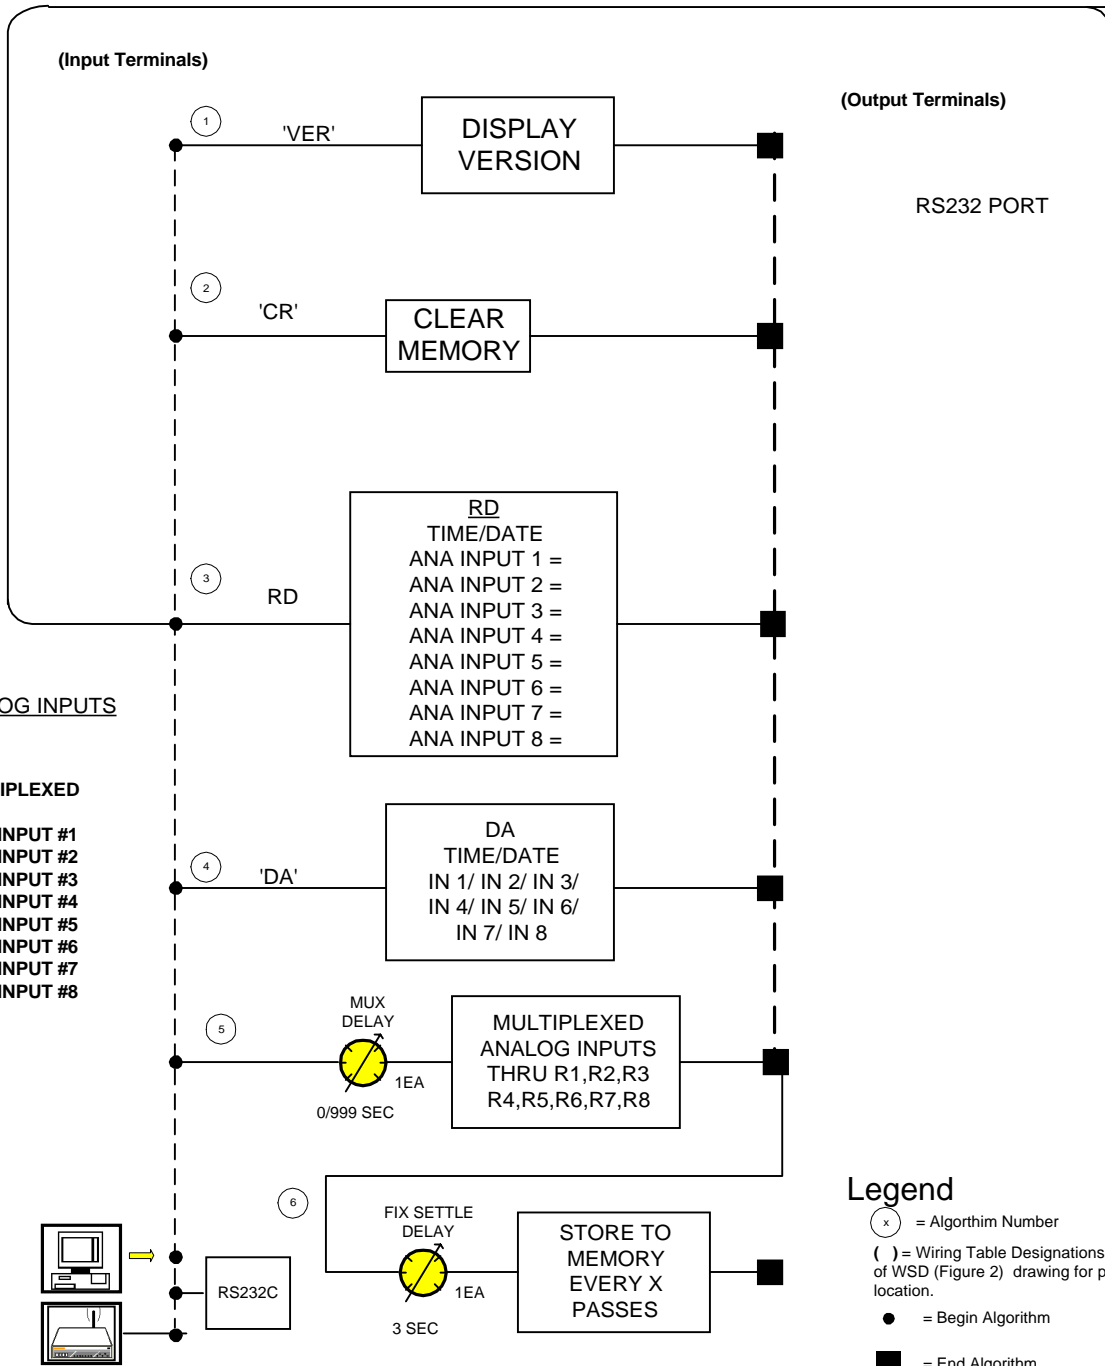 (Input Terminals)
(Output Terminals)
1
'VER'
DISPLAY
VERSION
RS232 PORT
2
'CR'
CLEAR
MEMORY
3
RD
RD
TIME/DATE
ANA INPUT 1 =
ANA INPUT 2 =
ANA INPUT 3 =
ANA INPUT 4 =
ANA INPUT 5 =
ANA INPUT 6 =
ANA INPUT 7 =
ANA INPUT 8 =
OG INPUTS
IPLEXED
INPUT #1
INPUT #2
INPUT #3
INPUT #4
INPUT #5
INPUT #6
INPUT #7
INPUT #8
4
'DA'
DA
TIME/DATE
IN 1/ IN 2/ IN 3/
IN 4/ IN 5/ IN 6/
IN 7/ IN 8
5
MUX
DELAY
1EA
0/999 SEC
MULTIPLEXED
ANALOG INPUTS
THRU R1,R2,R3
R4,R5,R6,R7,R8
6
FIX SETTLE
DELAY
1EA
3 SEC
STORE TO
MEMORY
EVERY X
PASSES
RS232C
Legend
x = Algorthim Number
( ) = Wiring Table Designations
of WSD (Figure 2) drawing for p
location.
= Begin Algorithm
= End Algorithm